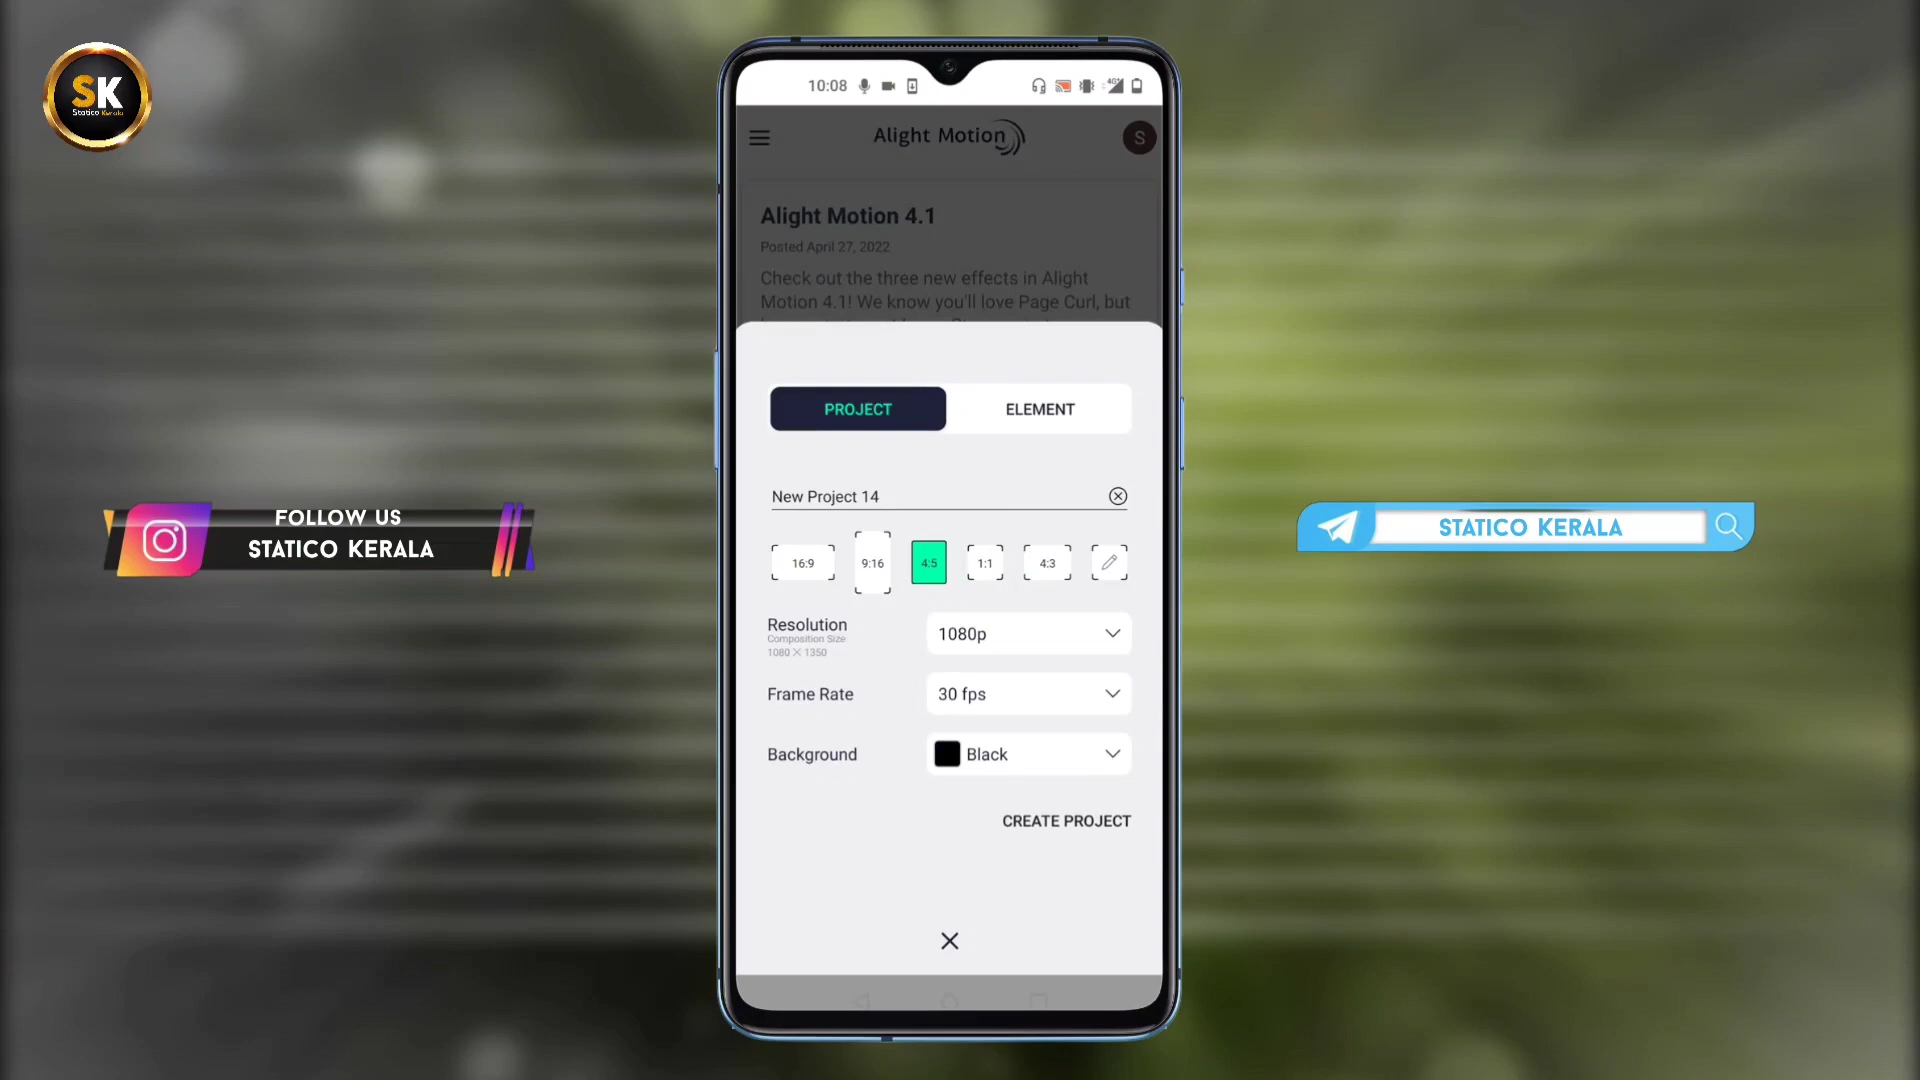 SK
Statico Kerala
10:08
4G+
Alight Motion
S
Alight Motion 4.1
Posted April 27, 2022
Check out the three new effects in Alight
Motion 4.1! We know you'll love Page Curl, but
PROJECT
ELEMENT
New Project 14
16:9
9:16
4:5
1:1
4:3
Resolution
Composition Size
1080 X 1350
1080p
Frame Rate
30 fps
Background
Black
CREATE PROJECT
FOLLOW US
STATICO KERALA
STATICO KERALA